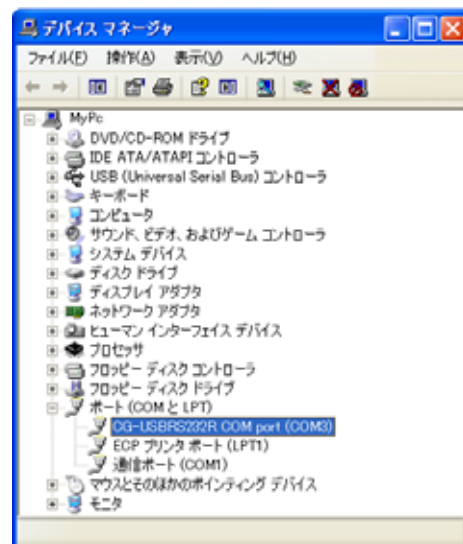 デバイス マネージャ
ファイル(F) 操作(A) 表示(V) ヘルプ(H)
MyPc
DVD/CD-ROM ドライブ
IDE ATA/ATAPI コントローラ
USB (Universal Serial Bus) コントローラ
キーボード
コンピュータ
サウンド、ビデオ、およびゲーム コントローラ
システム デバイス
ディスク ドライブ
ディスプレイ アダプタ
ネットワーク アダプタ
ヒューマン インターフェイス デバイス
プロセッサ
フロッピー ディスク コントローラ
フロッピー ディスク ドライブ
ポート (COM と LPT)
CG-USBRS232R COM port (COM3)
ECP プリンタ ポート (LPT1)
通信ポート (COM1)
マウスとそのほかのポインティング デバイス
モニタ